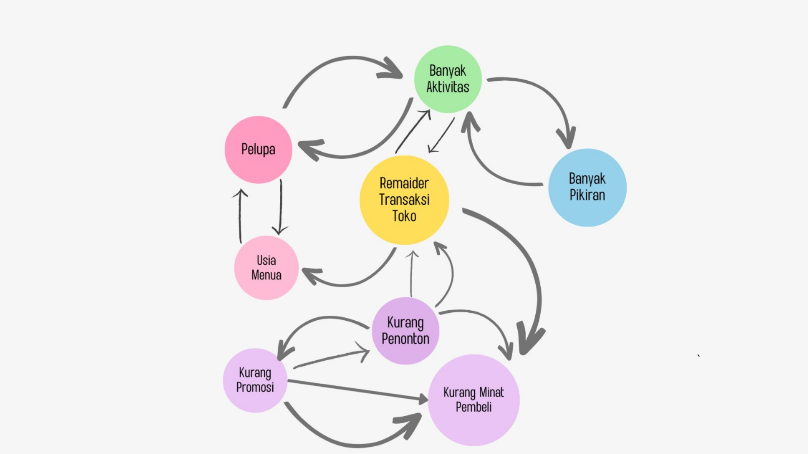 Banyak
Aktivitas
Pelupa
Banyak
Pikiran
Remaider
Transaksi
Toko
Usia
Menua
Kurang
Penonton
Kurang
Promosi
Kurang Minat
Pembeli